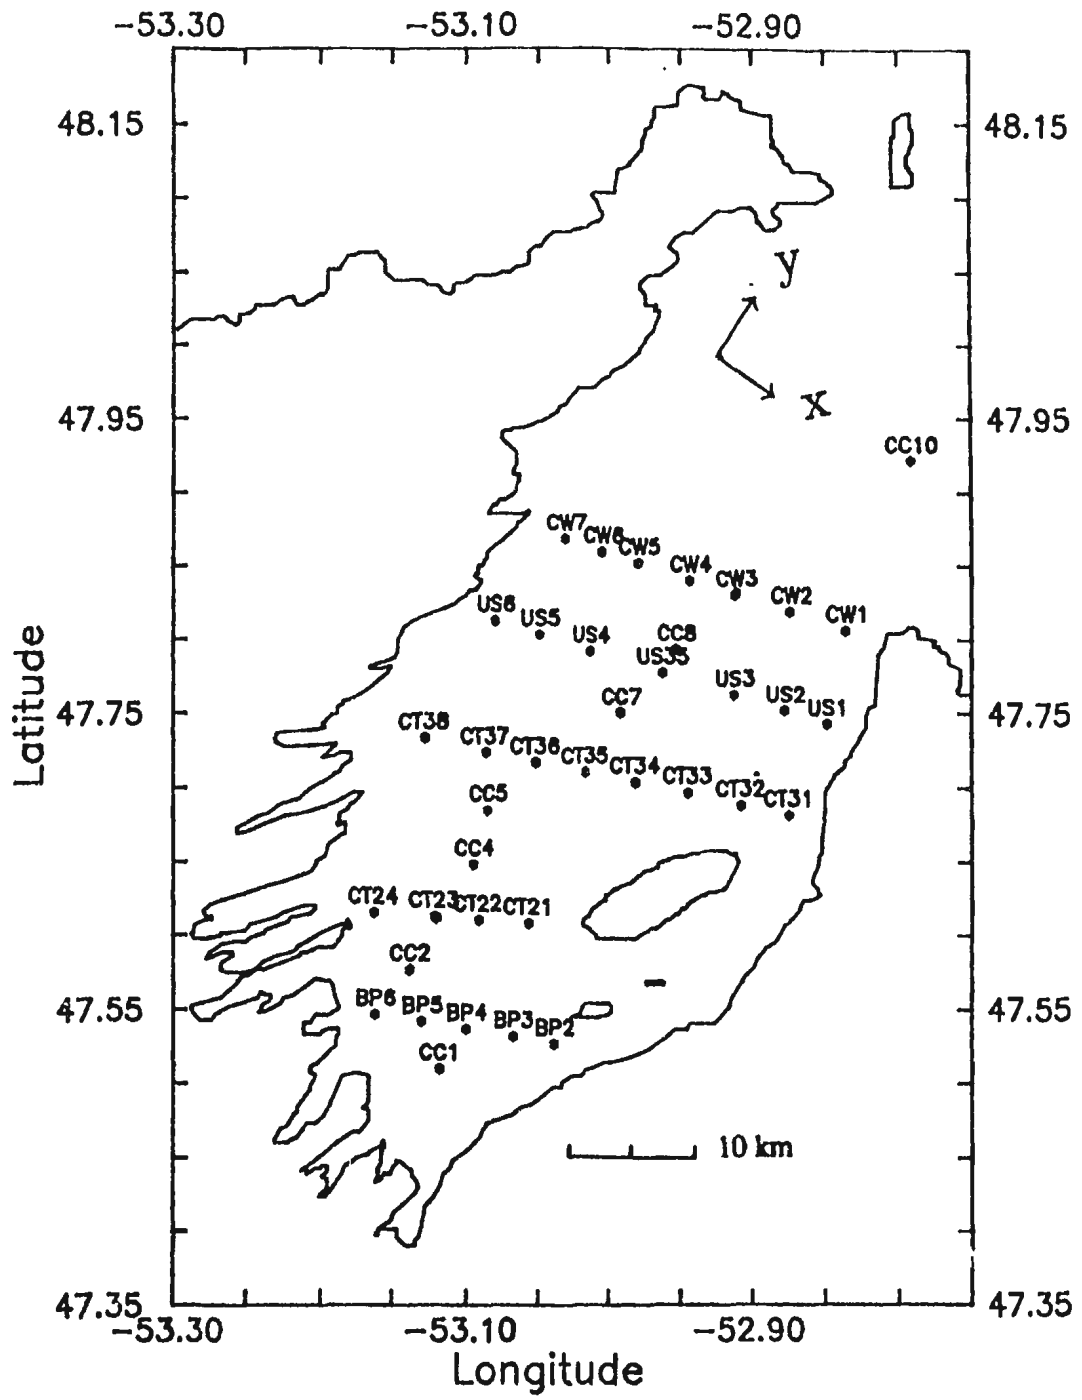 -53.30 -53.10 -52.90
48.15 48.15
y
x
47.95 47.95
CC10
CW7
CW6
CW5
CW4
CW3
CW2
CW1
US6
US5
US4
CC8
US35
US3
US2
US1
CC7
47.75 47.75
CT38
CT37
CT36
CT35
CT34
CT33
CT32
CT31
CC5
CC4
CT24
CT23
CT22
CT21
CC2
47.55 47.55
BP6
BP5
BP4
BP3
BP2
CC1
10 km
47.35 47.35
-53.30 -53.10 -52.90
Longitude
Latitude